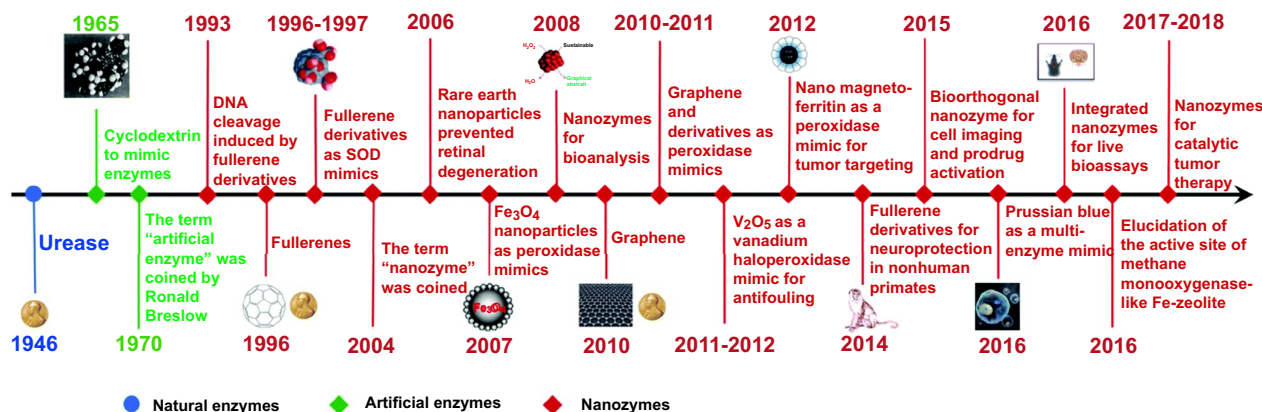 1965
1993
1996-1997
2006
2008
2010-2011
2012
2015
2016
2017-2018
H₂O₂
Sustainable
H₂O
Graphical
abstrait
Cyclodextrin
to mimic
enzymes
DNA
cleavage
induced by
fullerene
derivatives
Fullerene
derivatives
as SOD
mimics
Rare earth
nanoparticles
prevented
retinal
degeneration
Nanozymes
for
bioanalysis
Graphene
and
derivatives as
peroxidase
mimics
Nano magneto-
ferritin as a
peroxidase
mimic for
tumor targeting
Bioorthogonal
nanozyme for
cell imaging
and prodrug
activation
Integrated
nanozymes
for live
bioassays
Nanozymes
for
catalytic
tumor
therapy
Urease
The term
“artificial
enzyme” was
coined by
Ronald
Breslow
Fullerenes
The term
“nanozyme”
was coined
Fe₃O₄
nanoparticles
as peroxidase
mimics
Fe₃O₄
Graphene
V₂O₅ as a
vanadium
haloperoxidase
mimic for
antifouling
Fullerene
derivatives for
neuroprotection
in nonhuman
primates
Prussian blue
as a multi-
enzyme mimic
Elucidation of
the active site of
methane
monooxygenase-
like Fe-zeolite
1946
1970
1996
2004
2007
2010
2011-2012
2014
2016
2016
Natural enzymes
Artificial enzymes
Nanozymes